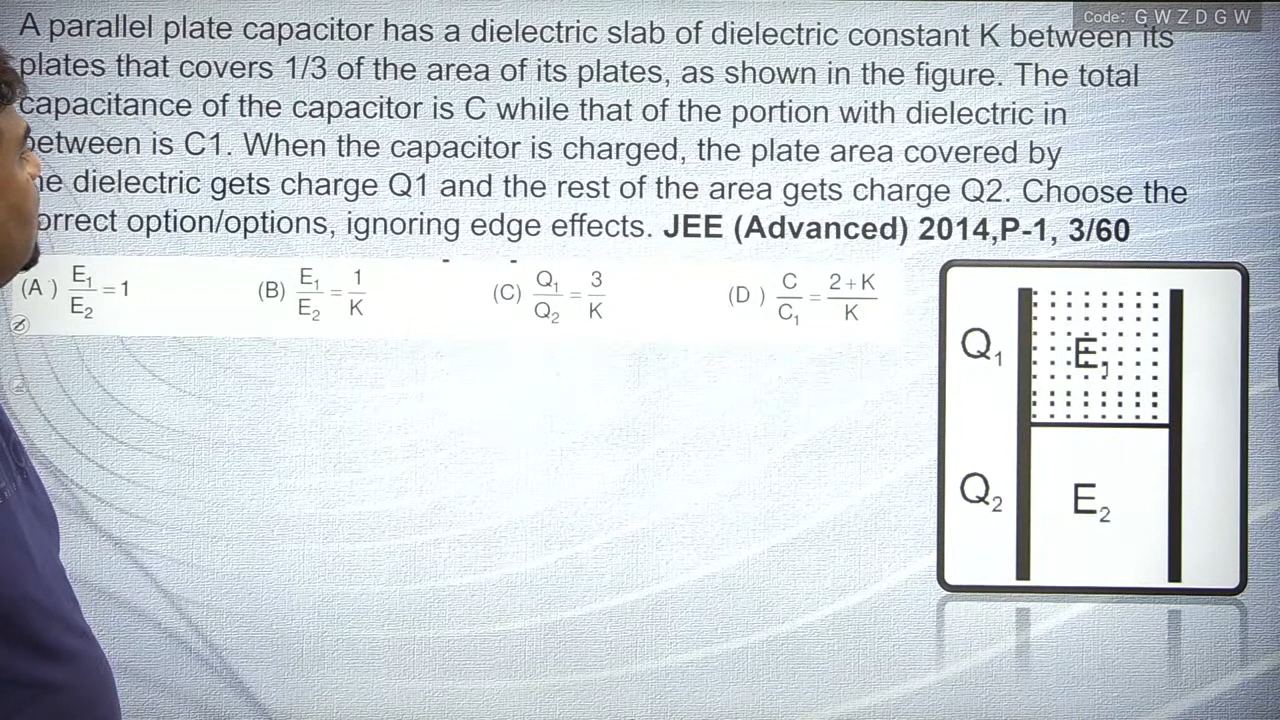 Code: G W Z D G W
A parallel plate capacitor has a dielectric slab of dielectric constant K between its
plates that covers 1/3 of the area of its plates, as shown in the figure. The total
capacitance of the capacitor is C while that of the portion with dielectric in
between is C1. When the capacitor is charged, the plate area covered by
dielectric gets charge Q1 and the rest of the area gets charge Q2. Choose the
option/options, ignoring edge effects. JEE (Advanced) 2014,P-1, 3/60
(A ) E₁/E₂ = 1 (B) E₁/E₂ = 1/K (C) Q₁/Q₂ = 3/K (D ) C/C₁ = 2+K/K
Q₁ E₁
Q₂ E₂